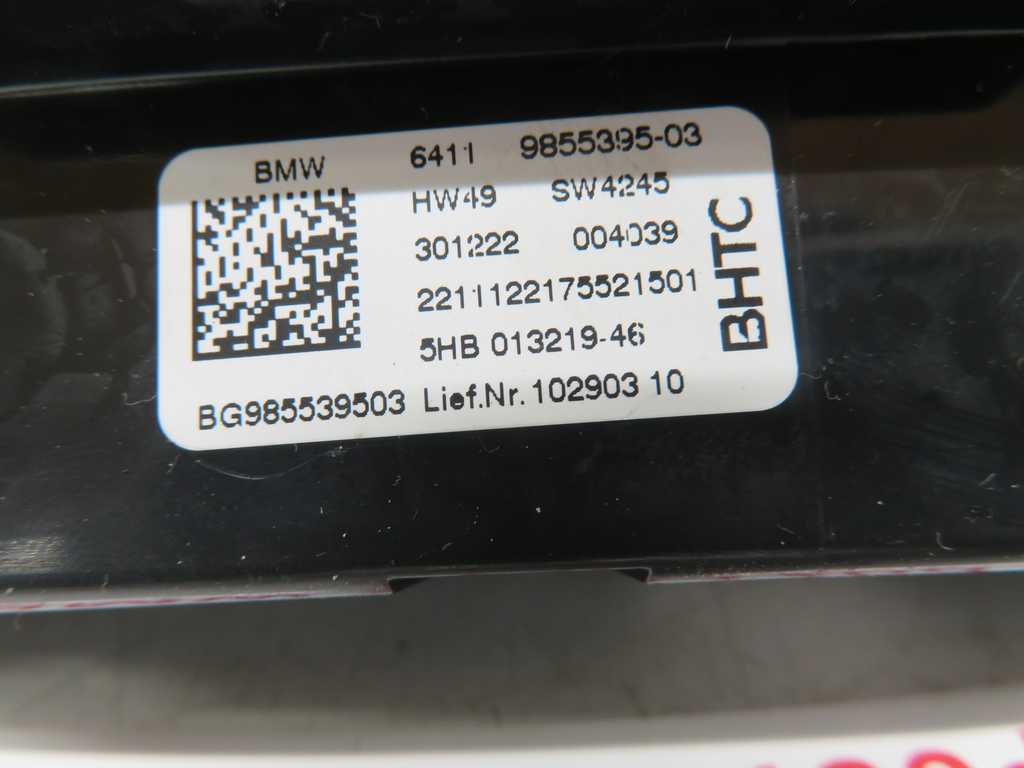 BMW 6411 9855395-03
HW49 SW4245
301222 004039
2211122175521501
5HB 013219-46
BG985539503 Lief.Nr. 102903 10
BHTC